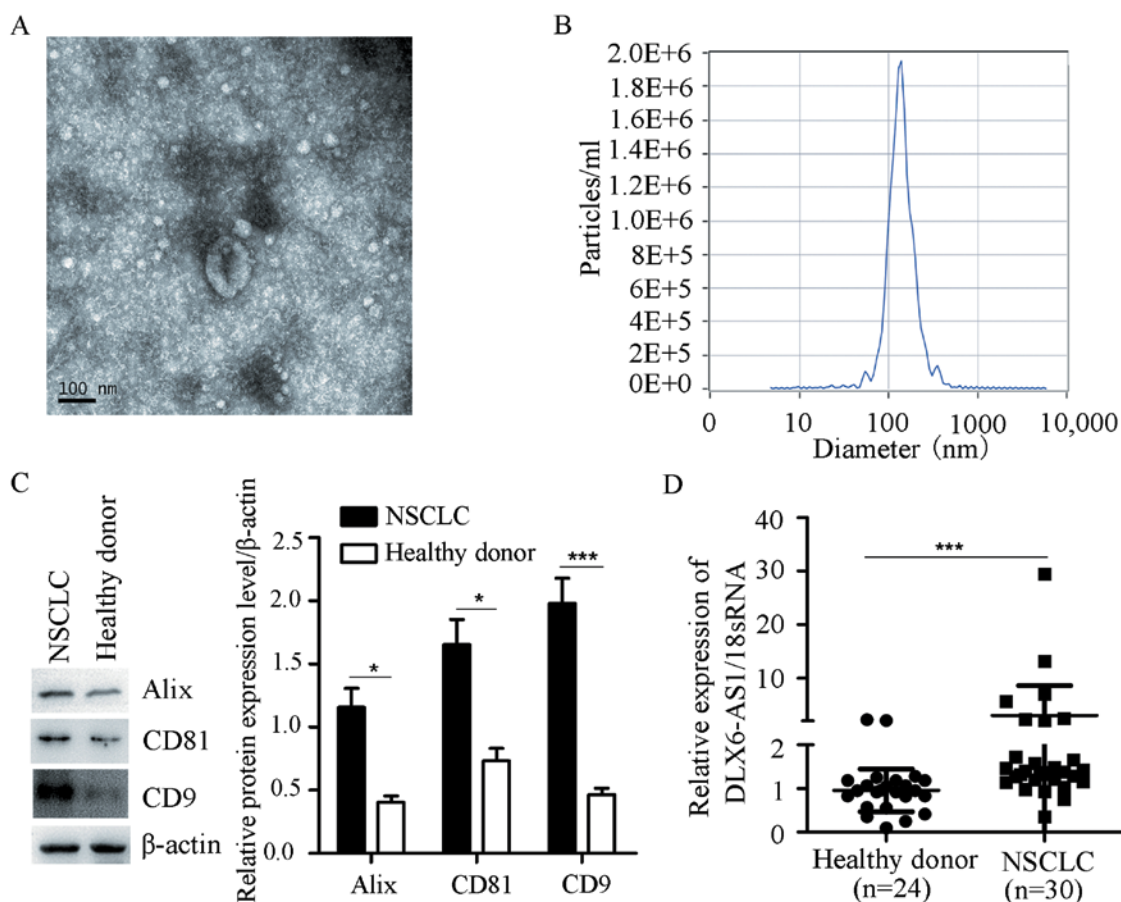 A
100 nm
B
Particles/ml
2.0E+6
1.8E+6
1.6E+6
1.4E+6
1.2E+6
1.0E+6
8E+5
6E+5
4E+5
2E+5
0E+0
0 10 100 1000 10,000
Diameter (nm)
C
NSCLC
Healthy donor
Alix
CD81
CD9
β-actin
Relative protein expression level/β-actin
NSCLC
Healthy donor
2.5
2.0
1.5
1.0
0.5
0.0
* * ***
Alix CD81 CD9
D
Relative expression of
DLX6-AS1/18sRNA
40
30
20
10
2
1
0
***
Healthy donor NSCLC
(n=24) (n=30)